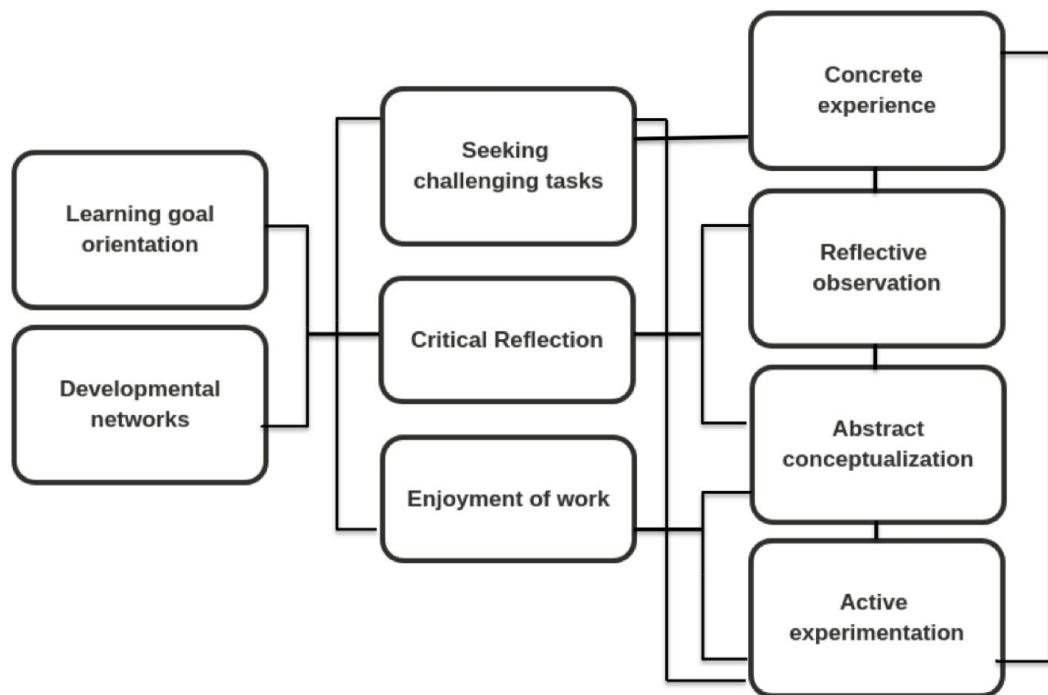 Learning goal
orientation
Developmental
networks
Seeking
challenging tasks
Critical Reflection
Enjoyment of work
Concrete
experience
Reflective
observation
Abstract
conceptualization
Active
experimentation